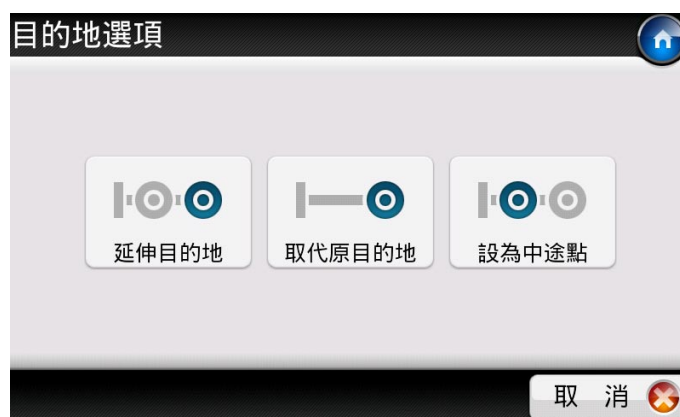 目的地選項
延伸目的地
取代原目的地
設為中途點
取 消